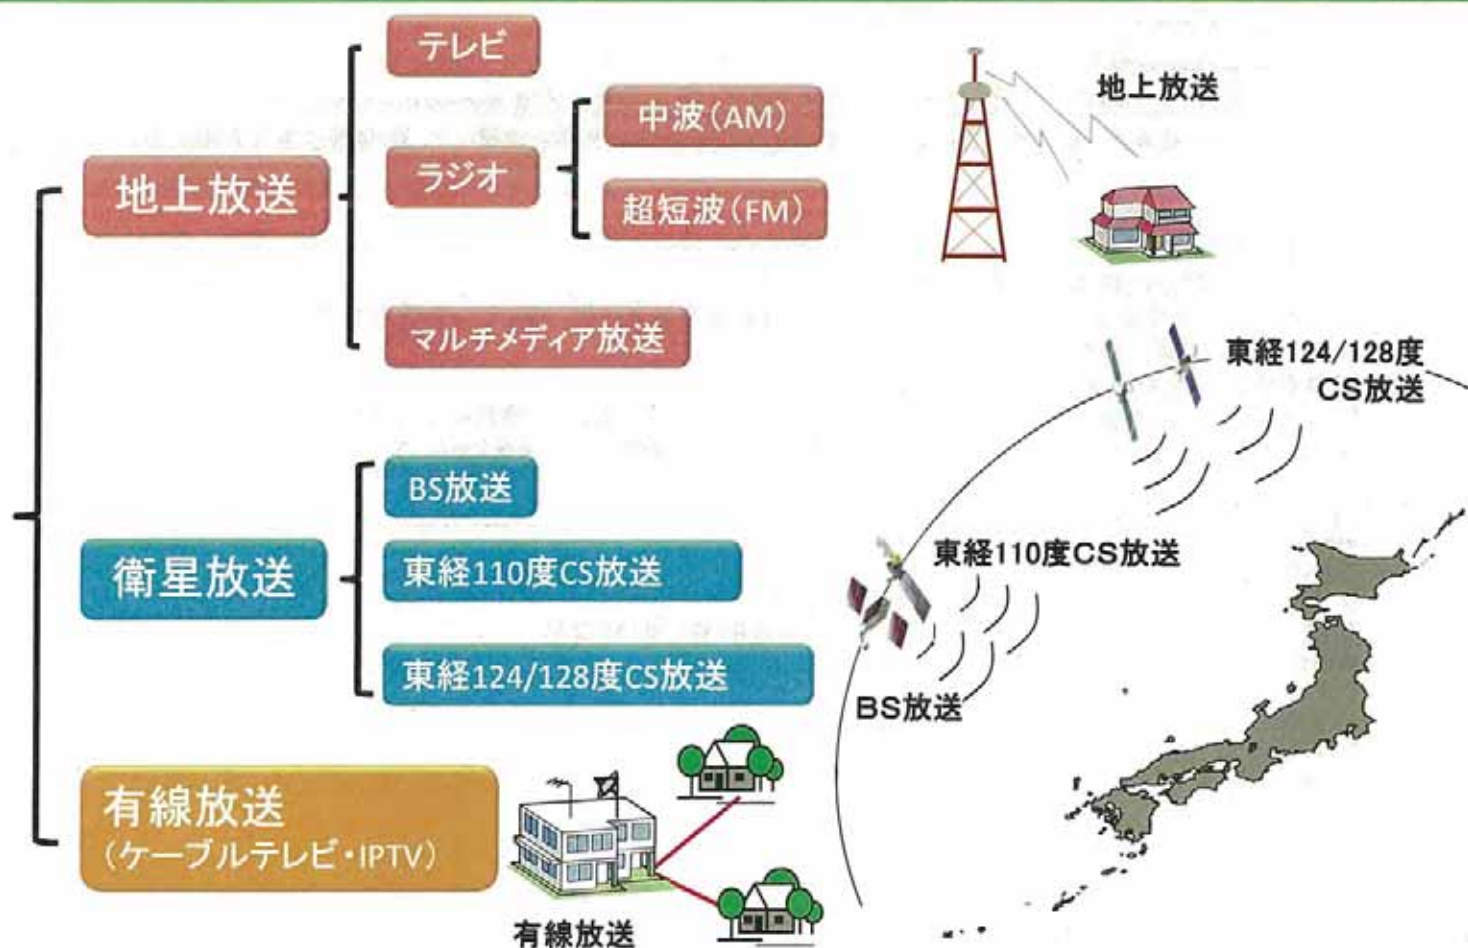 テレビ
地上放送
ラジオ
中波（AM）
超短波（FM）
マルチメディア放送
衛星放送
BS放送
東経110度CS放送
東経124/128度CS放送
有線放送
（ケーブルテレビ・IPTV）
地上放送
東経124/128度
CS放送
東経110度CS放送
BS放送
有線放送